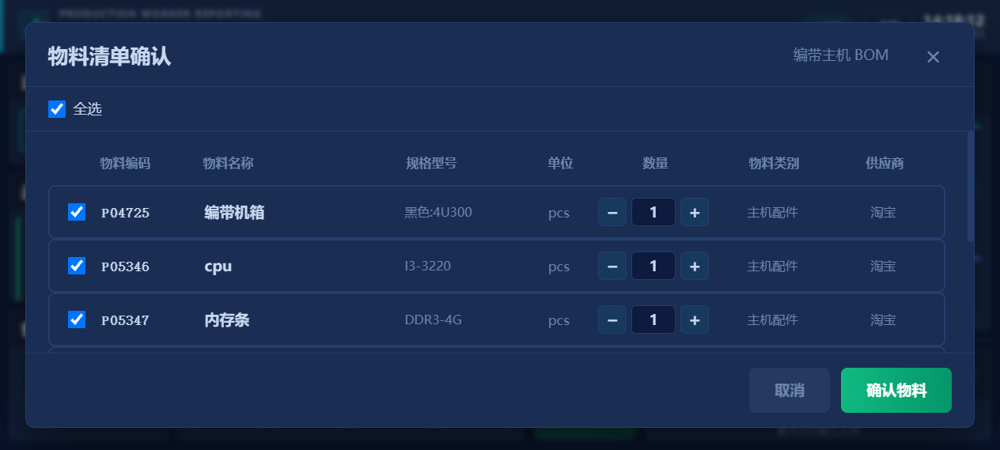 PRODUCTION WORKER REPORTING
14:18:12
物料清单确认
编带主机 BOM
×
全选
物料编码 物料名称 规格型号 单位 数量 物料类别 供应商
P04725 编带机箱 黑色:4U300 pcs − 1 + 主机配件 淘宝
P05346 cpu I3-3220 pcs − 1 + 主机配件 淘宝
P05347 内存条 DDR3-4G pcs − 1 + 主机配件 淘宝
取消 确认物料